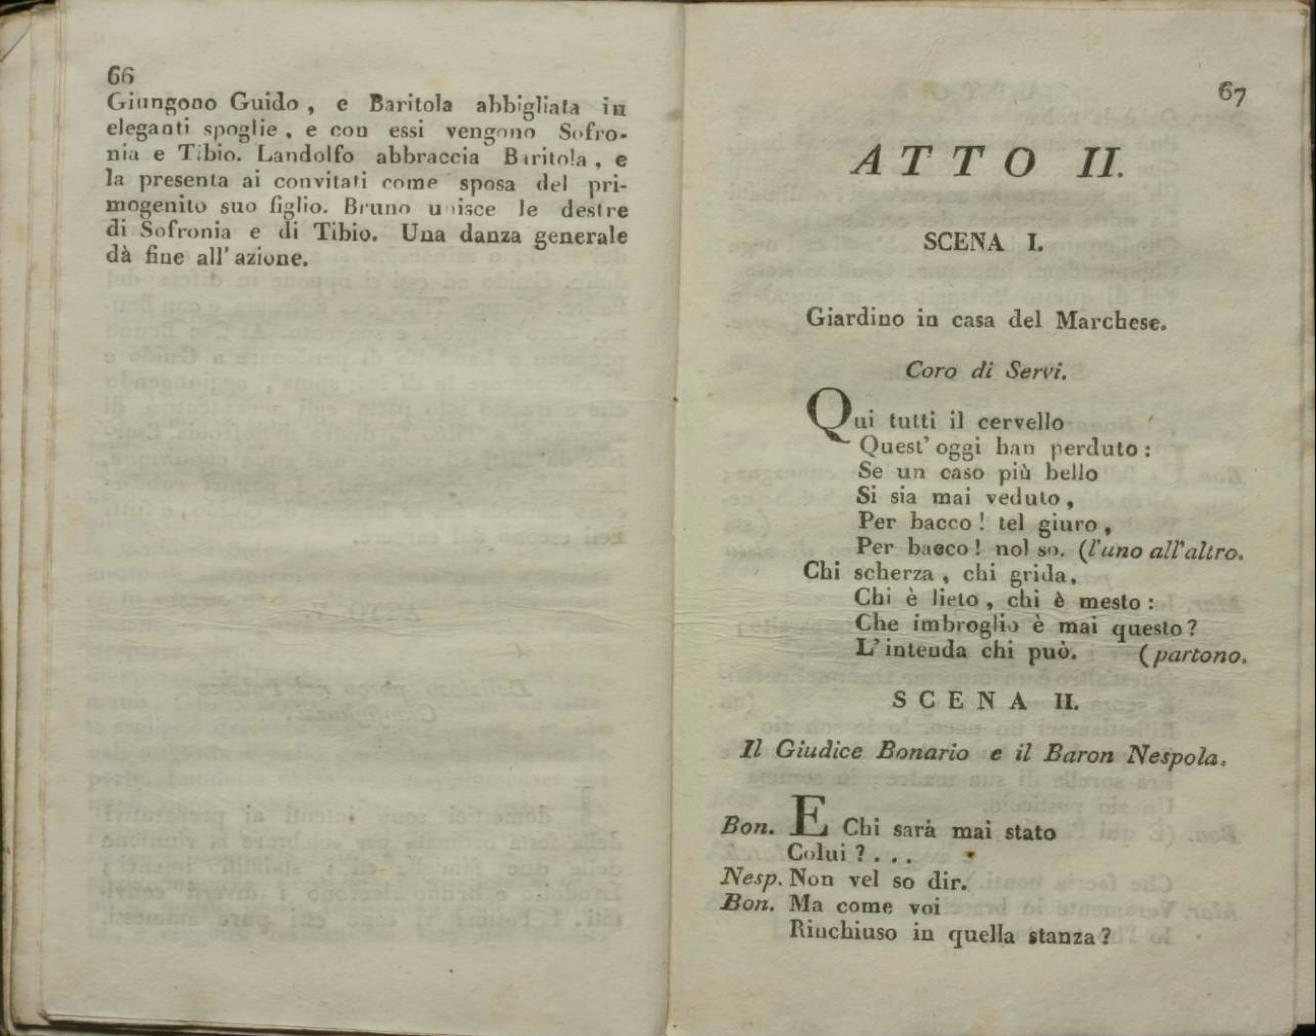 66
Giungono Guido, e Baritola abbigliata in
eleganti spoglie, e con essi vengono Sofro-
nia e Tibio. Landolfo abbraccia Baritola, e
la presenta ai convitati come sposa del pri-
mogenito suo figlio. Bruno unisce le destre
di Sofronia e di Tibio. Una danza generale
dà fine all' azione.
67
ATTO II.
SCENA I.
Giardino in casa del Marchese.
Coro di Servi.
Qui tutti il cervello
Quest' oggi han perduto:
Se un caso più bello
Si sia mai veduto,
Per bacco! tel giuro,
Per bacco! nol so. (l'uno all'altro.
Chi scherza, chi grida,
Chi è lieto, chi è mesto:
Che imbroglio è mai questo?
L'intenda chi può. (partono.
SCENA II.
Il Giudice Bonario e il Baron Nespola.
Bon. E Chi sarà mai stato
Colui?...
Nesp. Non vel so dir.
Bon. Ma come voi
Rinchiuso in quella stanza?